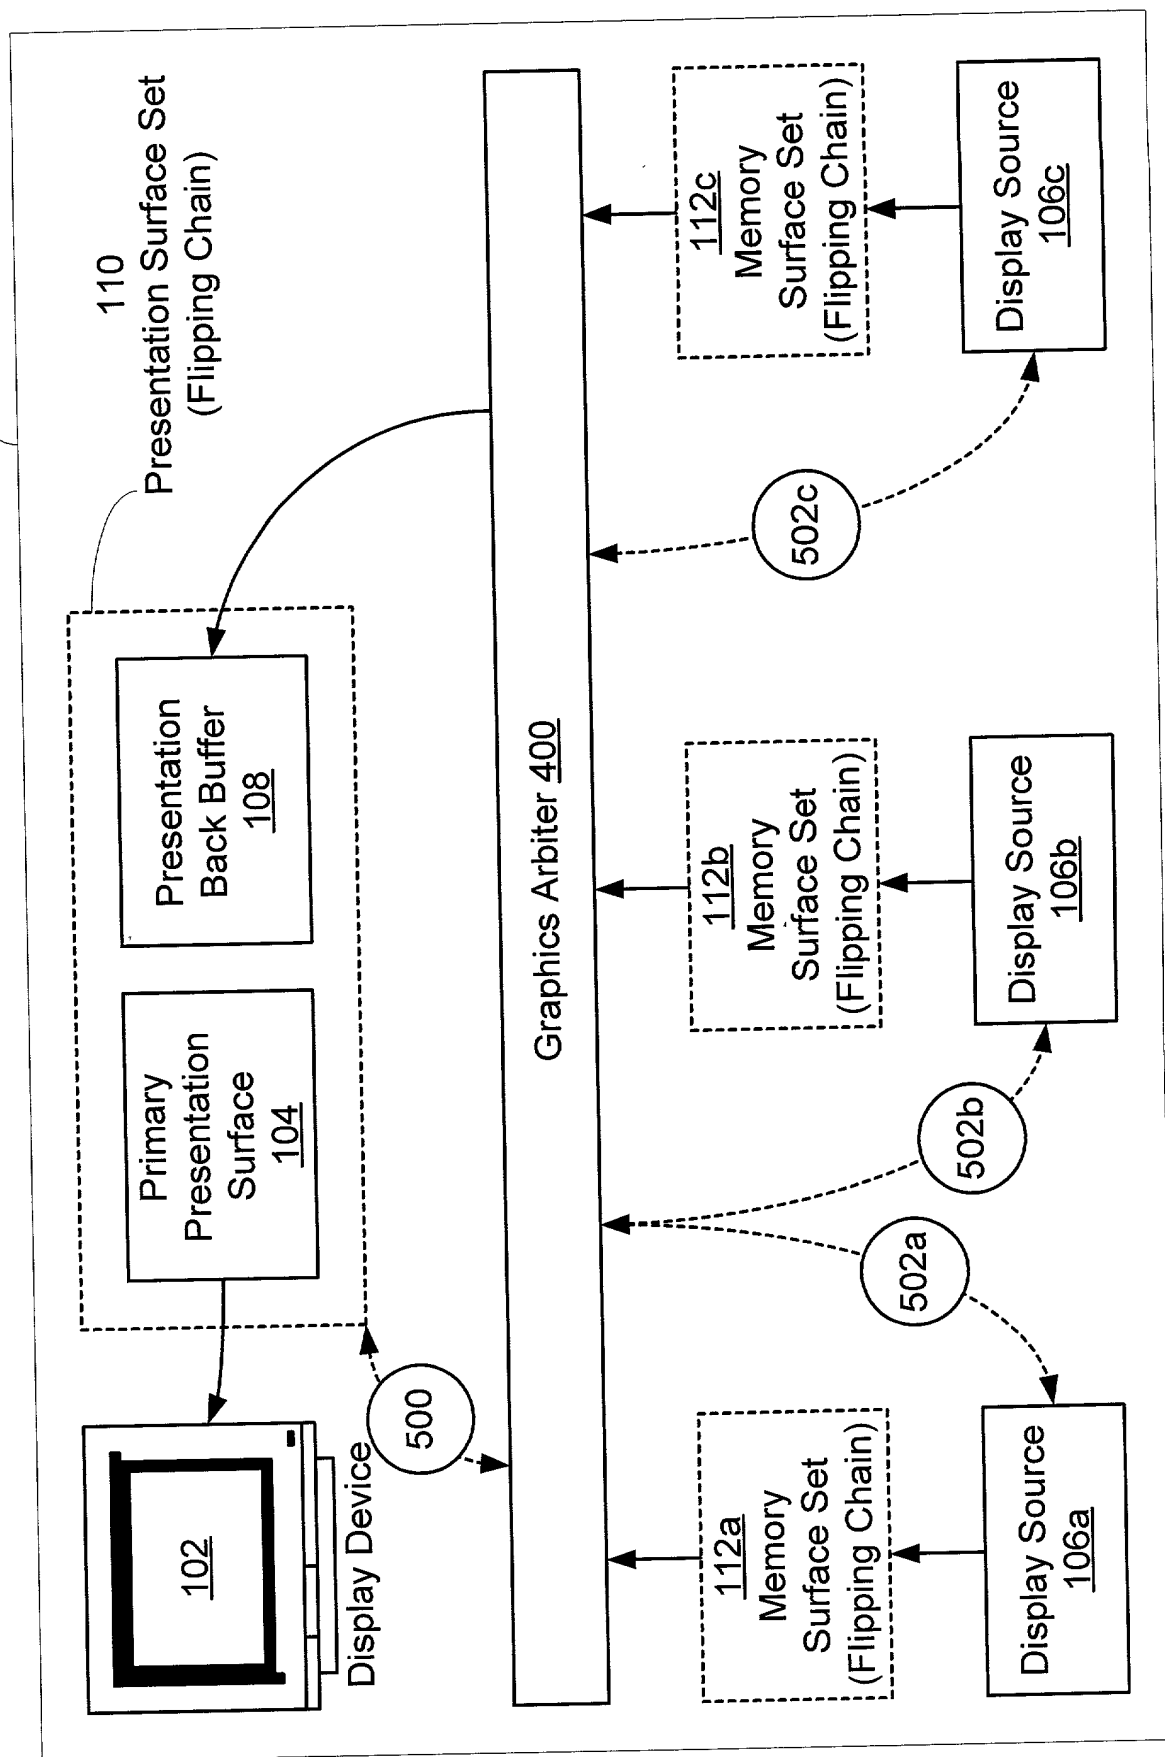 102
Display Device
Primary
Presentation
Surface
104
Presentation
Back Buffer
108
110
Presentation Surface Set
(Flipping Chain)
500
Graphics Arbiter 400
112a
Memory
Surface Set
(Flipping Chain)
112b
Memory
Surface Set
(Flipping Chain)
112c
Memory
Surface Set
(Flipping Chain)
502a
502b
502c
Display Source
106a
Display Source
106b
Display Source
106c